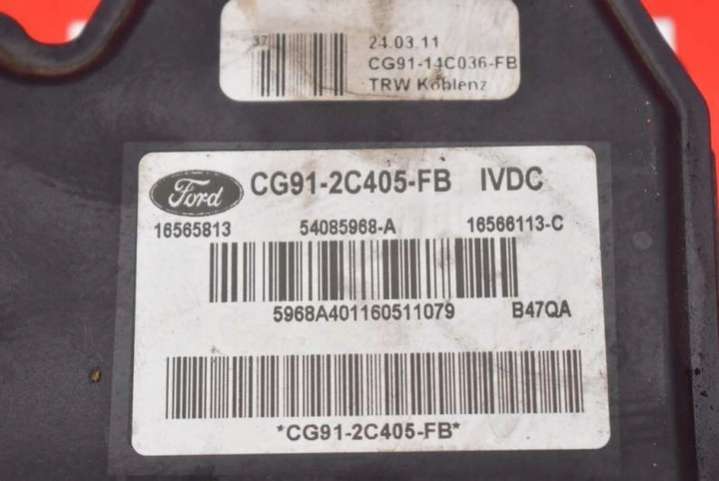 37
24.03.11
CG91-14C036-FB
TRW Koblenz
Ford CG91-2C405-FB IVDC
16565813 54085968-A 16566113-C
5968A401160511079 B47QA
*CG91-2C405-FB*